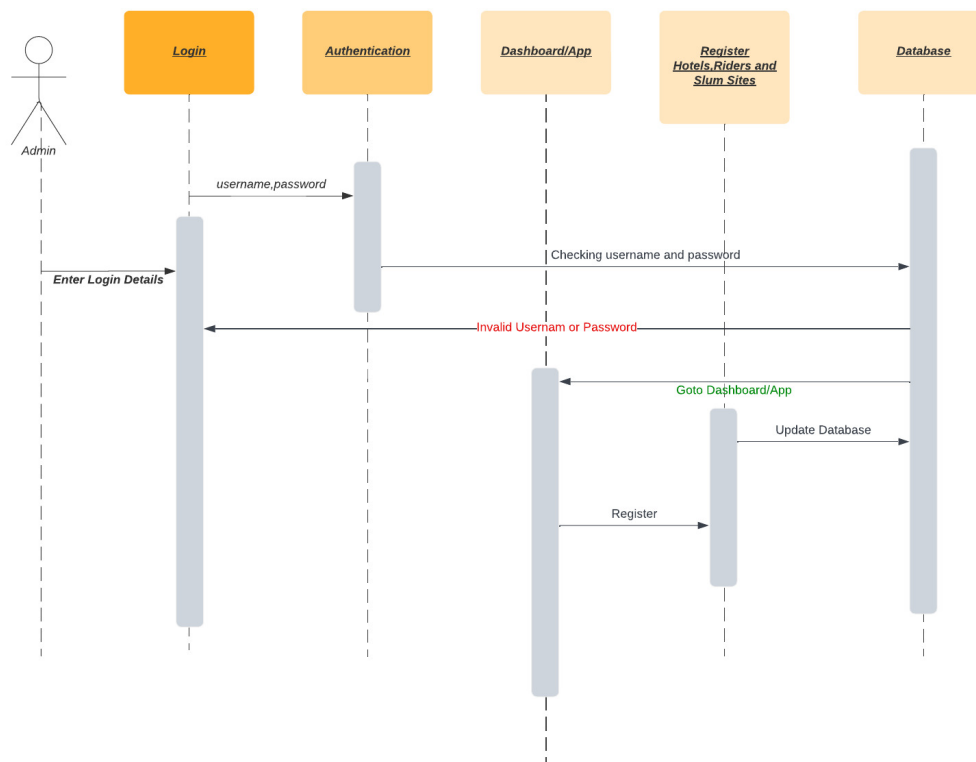 Login
Authentication
Dashboard/App
Register
Hotels,Riders and
Slum Sites
Database
Admin
username,password
Checking username and password
Enter Login Details
Invalid Usernam or Password
Goto Dashboard/App
Update Database
Register